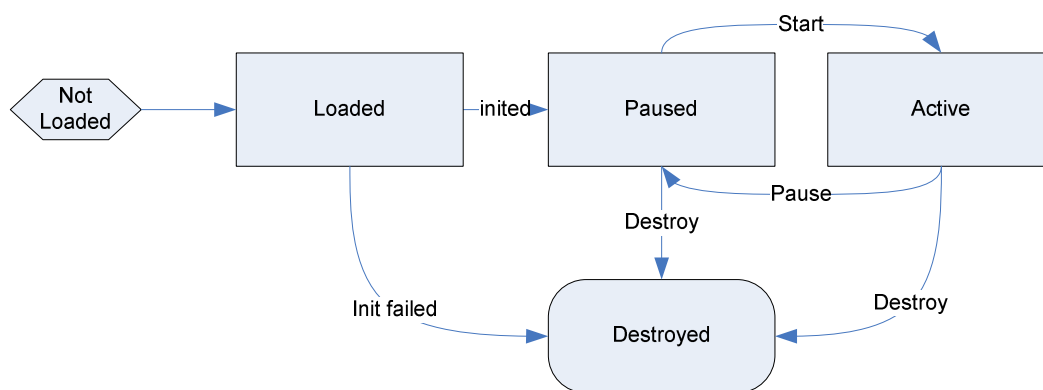 Start
Not
Loaded
Loaded
inited
Paused
Active
Pause
Destroy
Init failed
Destroy
Destroyed